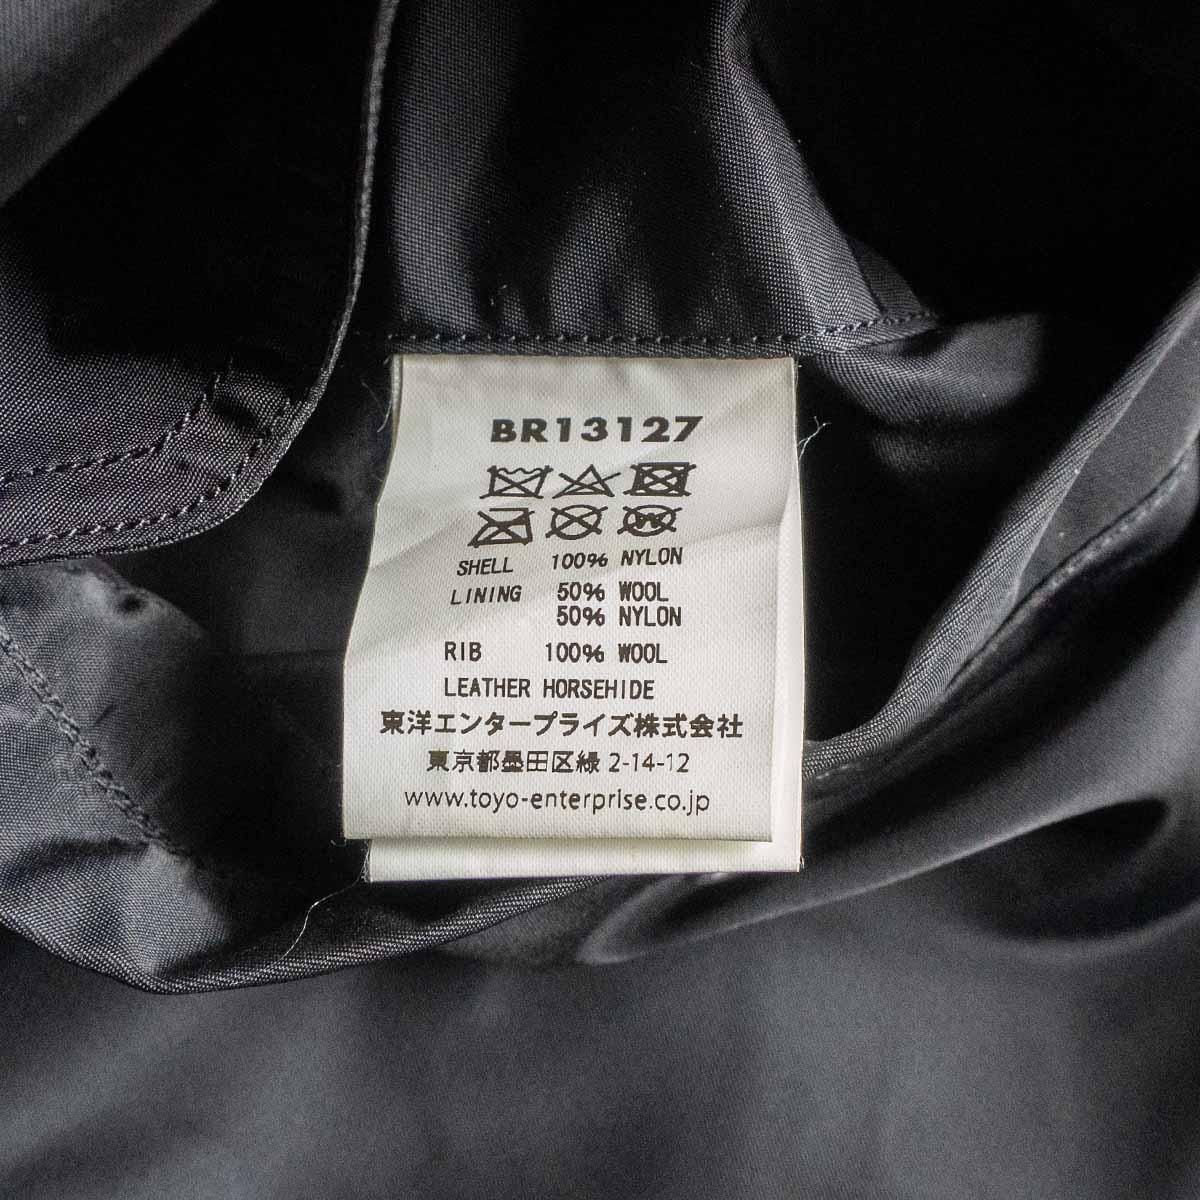 BR13127
W
SHELL 100% NYLON
LINING 50% WOOL
50% NYLON
RIB 100% WOOL
LEATHER HORSEHIDE
東洋エンタープライズ株式会社
東京都墨田区緑 2-14-12
www.toyo-enterprise.co.jp